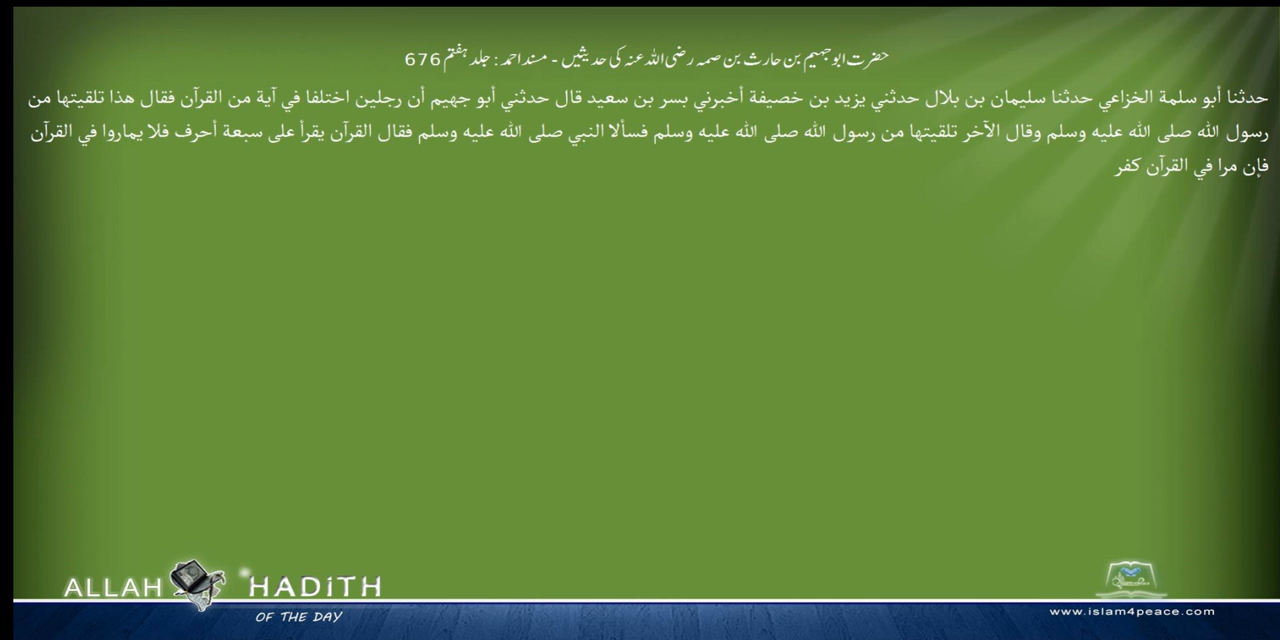 حضرت ابوجہیم بن حارث بن صمہ رضی اللہ عنہ کی حدیثیں - مسند احمد : جلد ہفتم 676
حدثنا أبو سلمة الخزاعي حدثنا سليمان بن بلال حدثني يزيد بن خصيفة أخبرني بسر بن سعيد قال حدثني أبو جهيم أن رجلين اختلفا في آية من القرآن فقال هذا تلقيتها من
رسول الله صلى الله عليه وسلم وقال الآخر تلقيتها من رسول الله صلى الله عليه وسلم فسألا النبي صلى الله عليه وسلم فقال القرآن يقرأ على سبعة أحرف فلا يماروا في القرآن
فإن مرا في القرآن كفر
ALLAH HADiTH
OF THE DAY
www.islam4peace.com